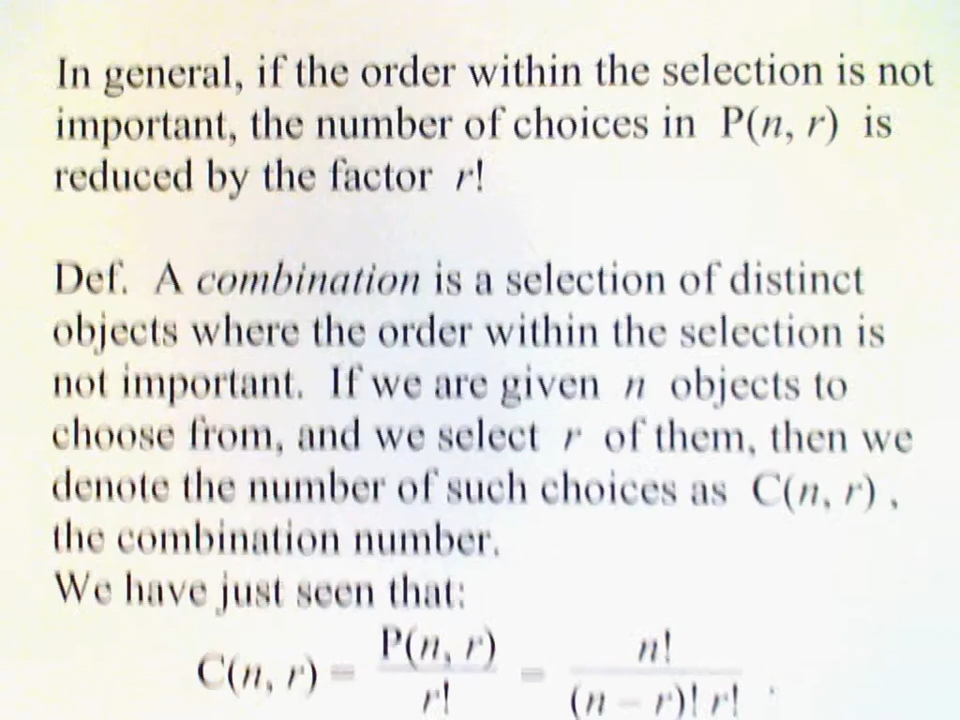 In general, if the order within the selection is not
important, the number of choices in P(n, r) is
reduced by the factor r!
Def. A combination is a selection of distinct
objects where the order within the selection is
not important. If we are given n objects to
choose from, and we select r of them, then we
denote the number of such choices as C(n, r),
the combination number.
We have just seen that:
C(n, r) = P(n, r) / r! = n! / (n − r)! r! .